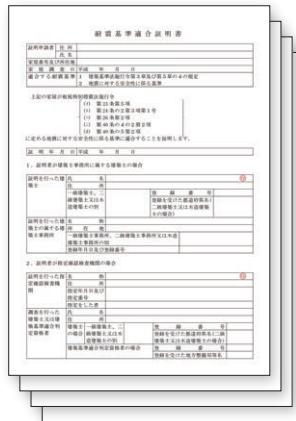 耐震基準適合証明書
証明申請者 住所
氏名
家屋番号及び所在地
家屋調査日 平成 年 月 日
適合する耐震基準 1 建築基準法施行令第3章及び第5章の4の規定
2 地震に対する安全性に係る基準
上記の家屋が租税特別措置法施行令
(イ) 第23条第5項
(ロ) 第24条の2第3項第1号
(ハ) 第26条第2項
(ニ) 第40条の4の2第2項
(ホ) 第40条の5第2項
に定める地震に対する安全性に係る基準に適合することを証明します。
証明年月日 平成 年 月 日
1．証明者が建築士事務所に属する建築士の場合
証明を行った建築士 氏名 ㊞
住所
一級建築士、二級建築士又は木造建築士の別
登録番号
登録を受けた都道府県名(二級建築士又は木造建築士の場合)
証明を行った建築士の属する建築士事務所 名称
所在地
一級建築士事務所、二級建築士事務所又は木造建築士事務所の別
登録年月日及び登録番号
2．証明者が指定確認検査機関の場合
証明を行った指定確認検査機関 名称 ㊞
住所
指定年月日及び指定番号
指定をした者
調査を行った建築士又は建築基準適合判定資格者 氏名
住所
建築士の場合 一級建築士、二級建築士又は木造建築士の別
登録番号
登録を受けた都道府県名(二級建築士又は木造建築士の場合)
建築基準適合判定資格者の場合
登録番号
登録を受けた地方整備局等名